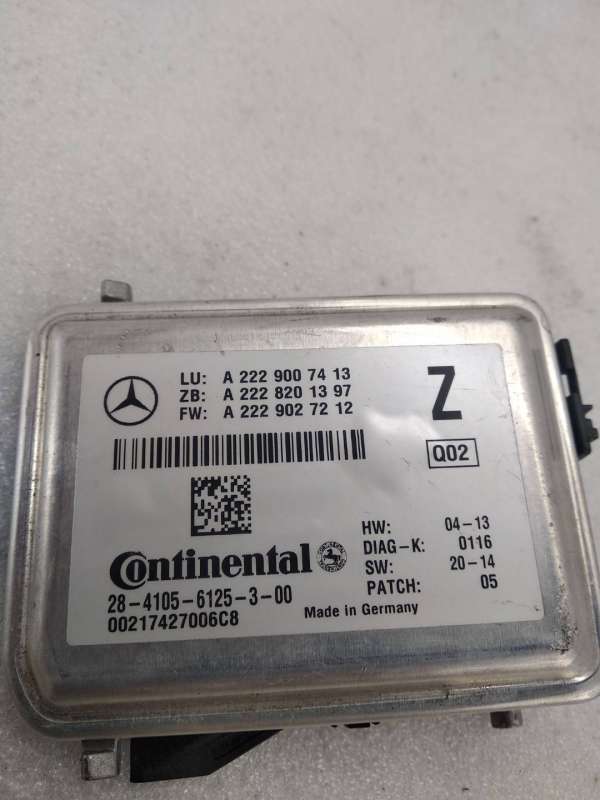 LU: A 222 900 74 13
ZB: A 222 820 13 97
FW: A 222 902 72 12
Z
Q02
Continental
28-4105-6125-3-00
00217427006C8
HW: 04-13
DIAG-K: 0116
SW: 20-14
PATCH: 05
Made in Germany